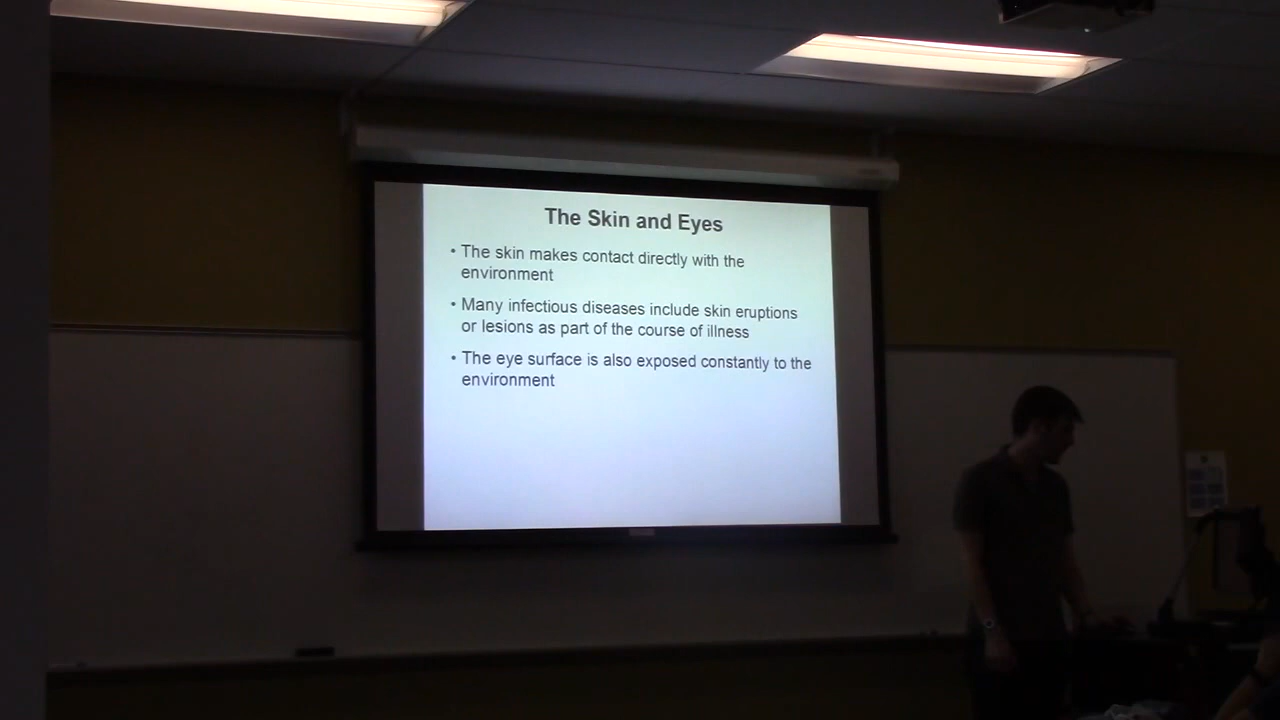 The Skin and Eyes
• The skin makes contact directly with the
environment
• Many infectious diseases include skin eruptions
or lesions as part of the course of illness
• The eye surface is also exposed constantly to the
environment